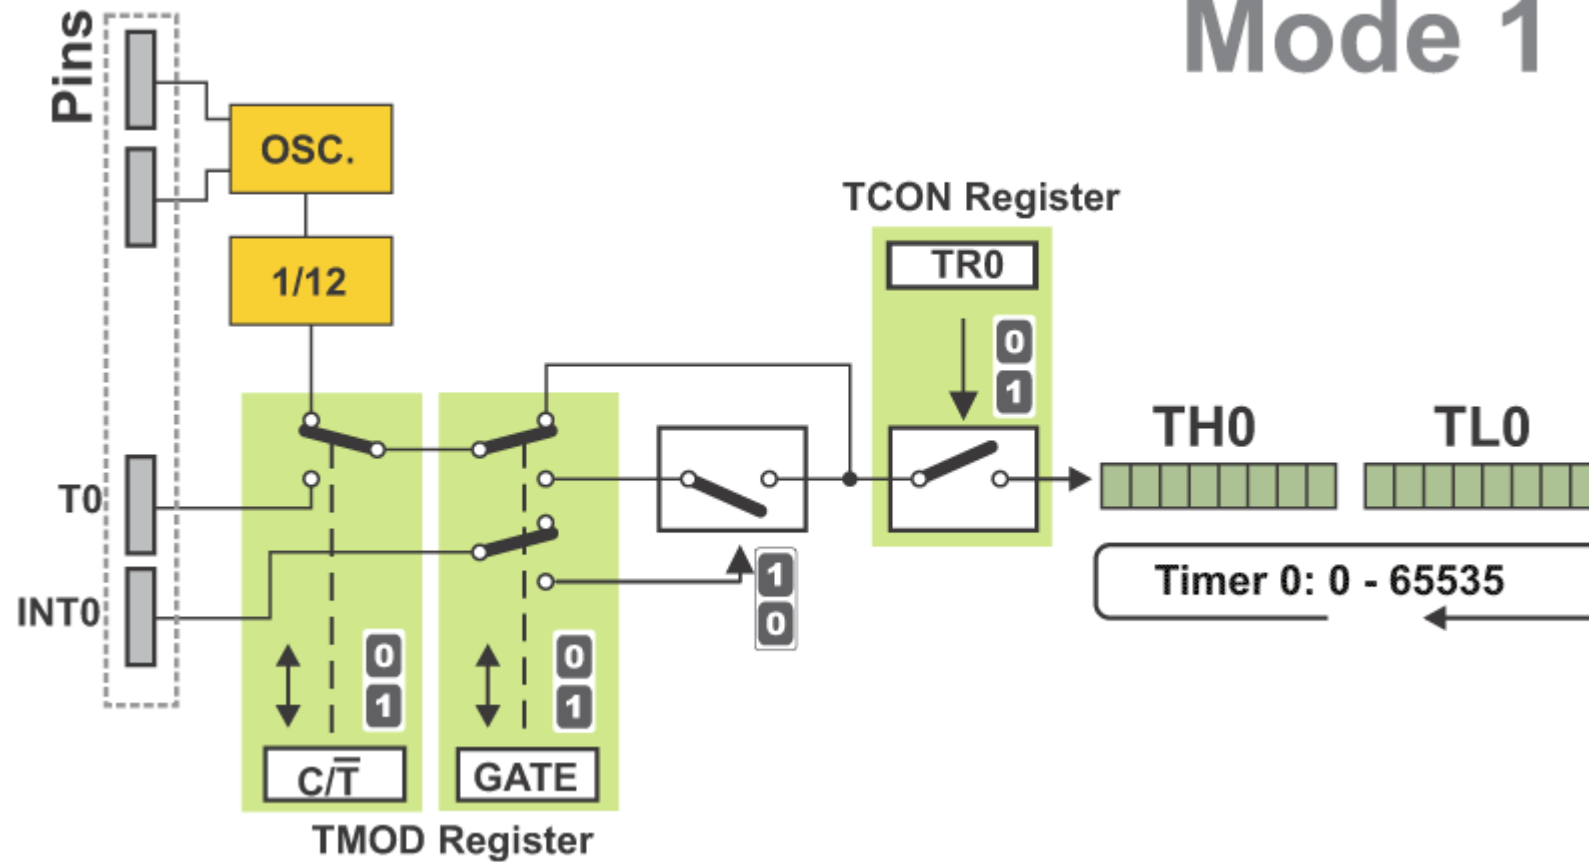 Mode 1
Pins
OSC.
1/12
TCON Register
TR0
0
1
TH0
TL0
T0
INT0
1
0
Timer 0: 0 - 65535
0
1
0
1
C/T̅
GATE
TMOD Register